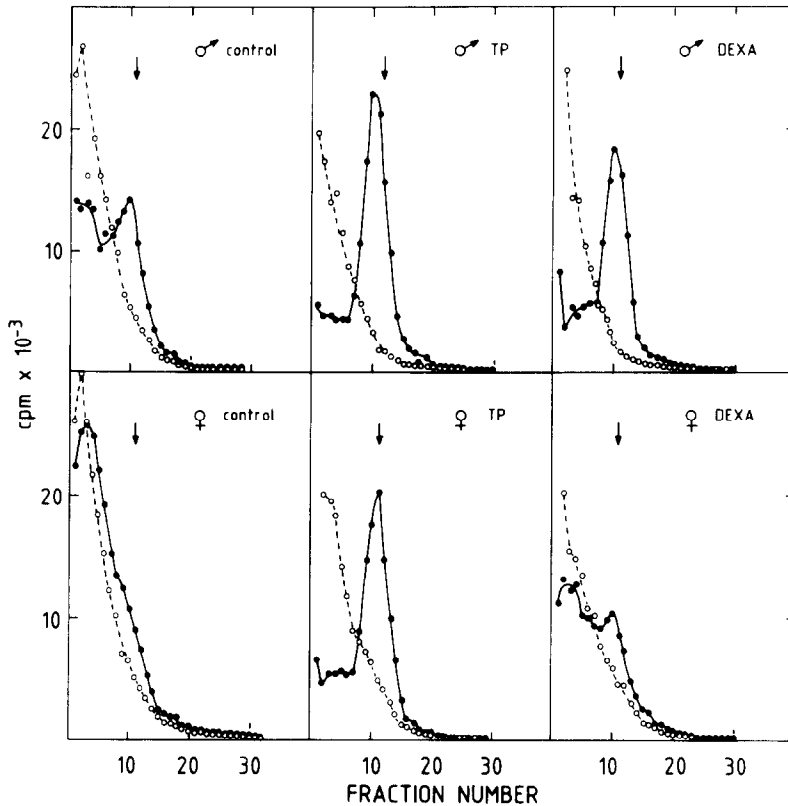 ♂ control
♂ TP
♂ DEXA
20
10
cpm x 10⁻³
♀ control
♀ TP
♀ DEXA
20
10
10 20 30
10 20 30
10 20 30
FRACTION NUMBER